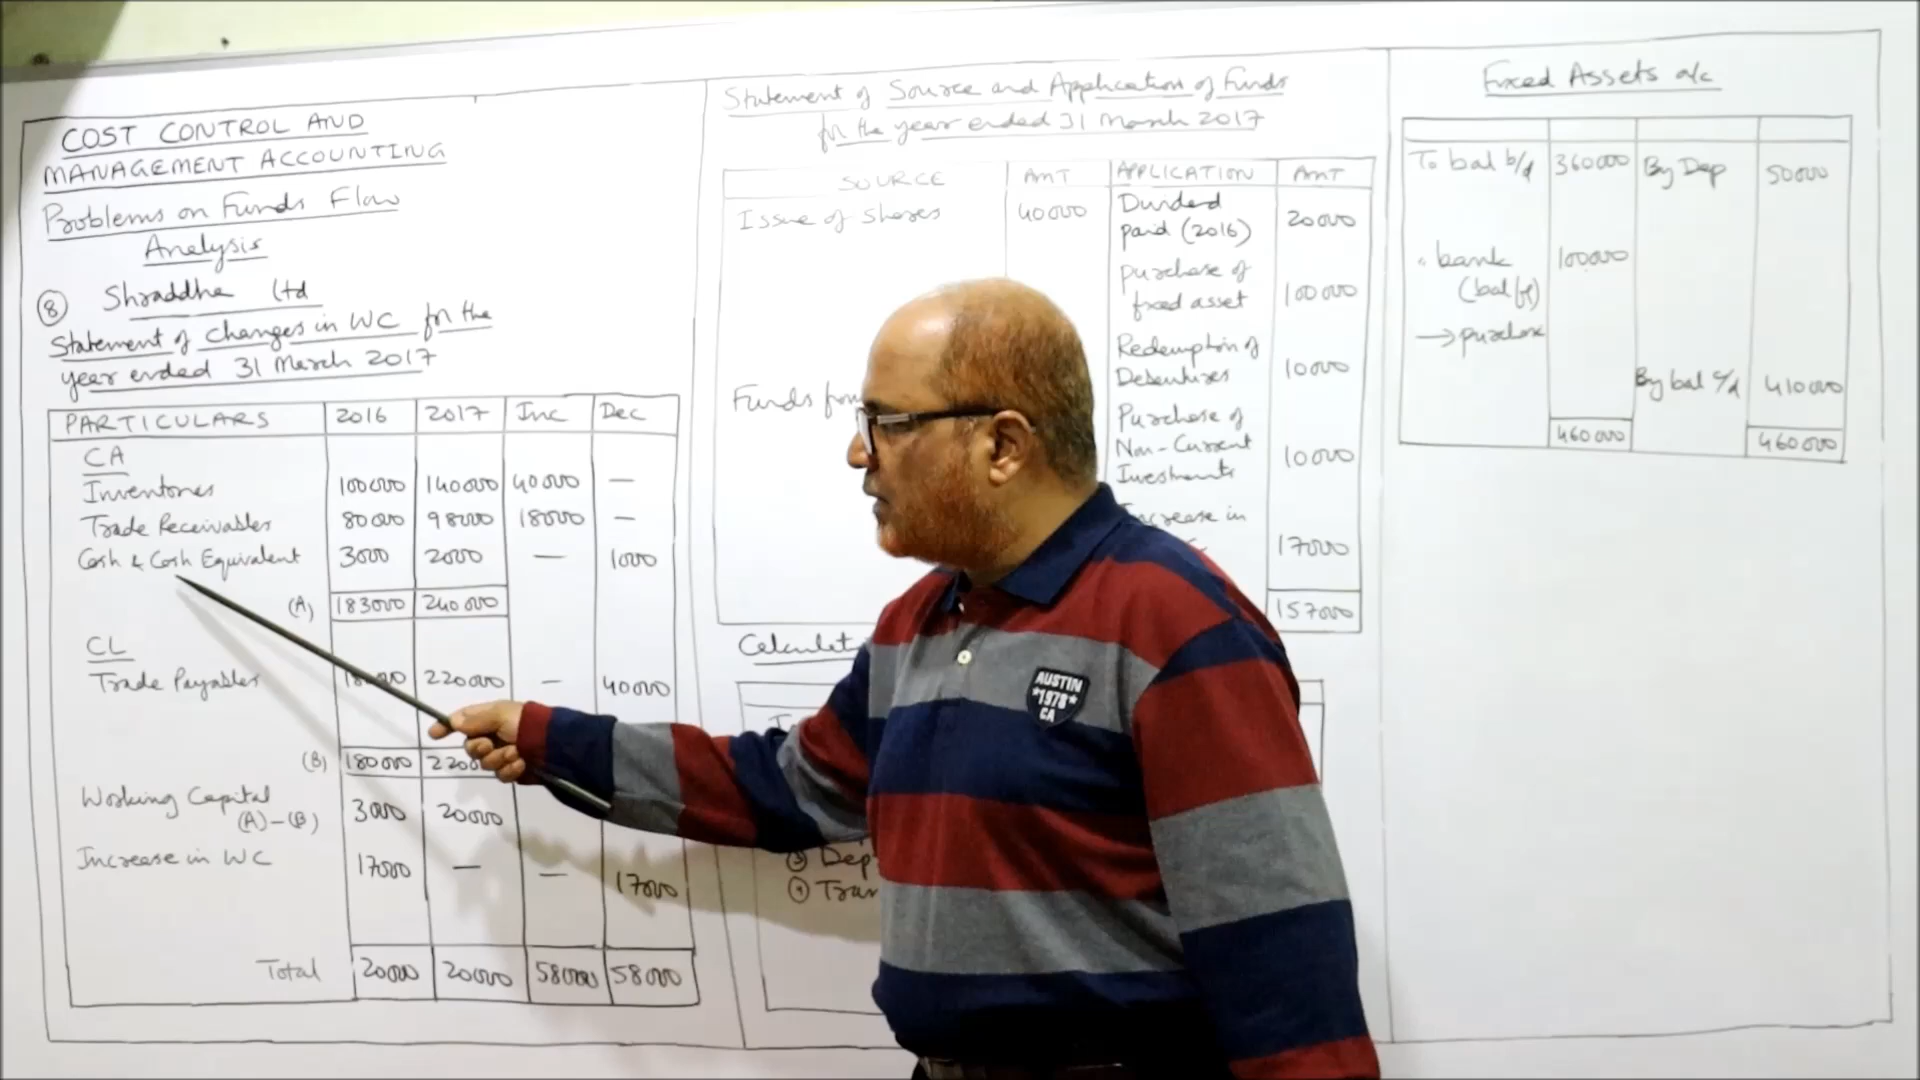 COST CONTROL AND
MANAGEMENT ACCOUNTING
Problems on Funds Flow
Analysis
8 Shraddha Ltd
Statement of changes in WC for the
year ended 31 March 2017
PARTICULARS 2016 2017 Inc Dec
CA
Inventories 100000 140000 40000 —
Trade Receivables 80000 98000 18000 —
Cash & Cash Equivalent 3000 2000 — 1000
(A) 183000 240000
CL
Trade Payables 220000 — 40000
(B) 180000
Working Capital 3000 20000
(A)-(B)
Increase in WC 17000 — — 17000
Total 20000 20000 58000 58000
Statement of Source and Application of Funds
for the year ended 31 March 2017
SOURCE AMT APPLICATION AMT
Issue of Shares 40000 Dividend
paid (2016) 20000
Purchase of
fixed asset 100000
Redemption of
Debentures 10000
Funds from
Purchase of
Non-Current 10000
Investments
in
17000
157000
Fixed Assets a/c
To bal b/d 360000 By Dep 50000
" bank 100000
(bal/f)
→ purchase
By bal c/d 410000
460000 460000
AUSTIN
*1978*
CA